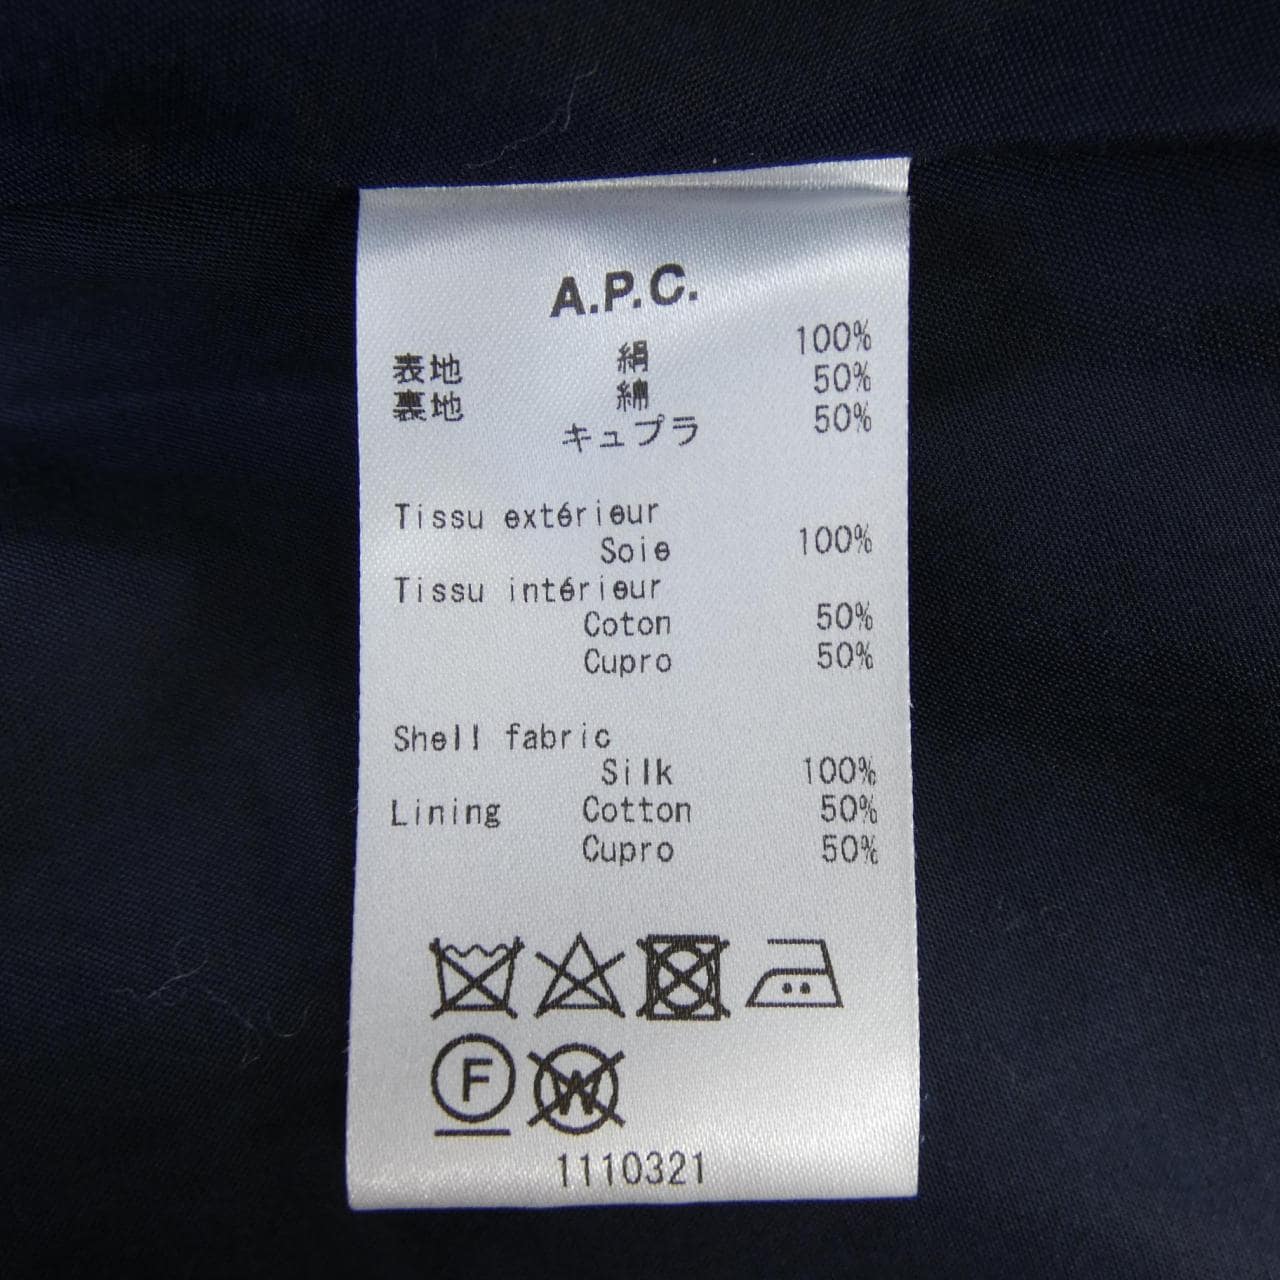 A.P.C.
表地 絹 100%
裏地 綿 50%
キュプラ 50%
Tissu extérieur
Soie 100%
Tissu intérieur
Coton 50%
Cupro 50%
Shell fabric
Silk 100%
Lining Cotton 50%
Cupro 50%
F W
1110321